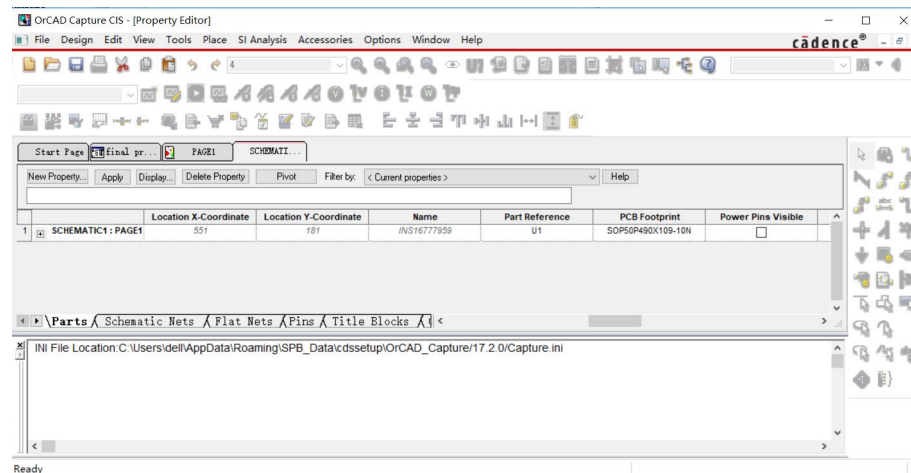 OrCAD Capture CIS - [Property Editor]
File Design Edit View Tools Place SI Analysis Accessories Options Window Help
cādence®
4
Start Page final pr... PAGE1 SCHEMATI...
New Property... Apply Display... Delete Property Pivot Filter by: < Current properties > Help
Location X-Coordinate Location Y-Coordinate Name Part Reference PCB Footprint Power Pins Visible
1 SCHEMATIC1 : PAGE1 551 181 INS16777959 U1 SOP50P490X109-10N
Parts Schematic Nets Flat Nets Pins Title Blocks
INI File Location:C:\Users\dell\AppData\Roaming\SPB_Data\cdssetup\OrCAD_Capture/17.2.0/Capture.ini
Ready